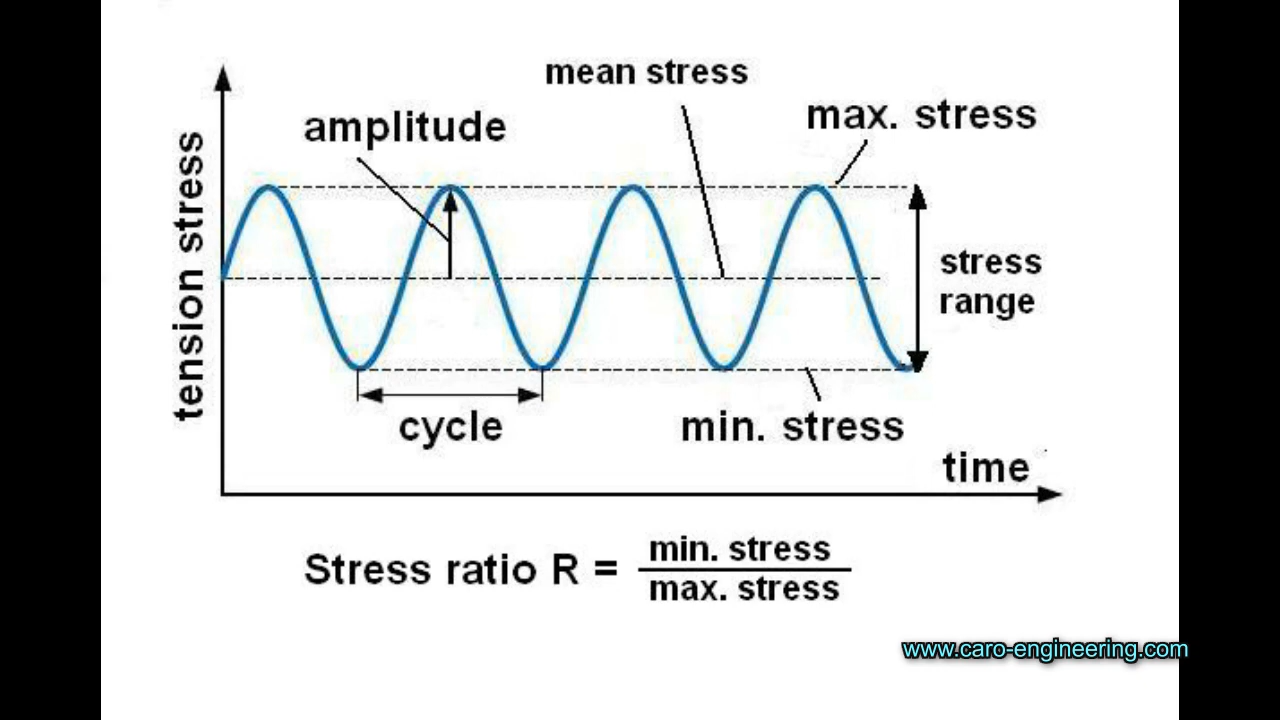 mean stress
amplitude
max. stress
tension stress
stress
range
cycle
min. stress
time
Stress ratio R = min. stress
max. stress
www.caro-engineering.com